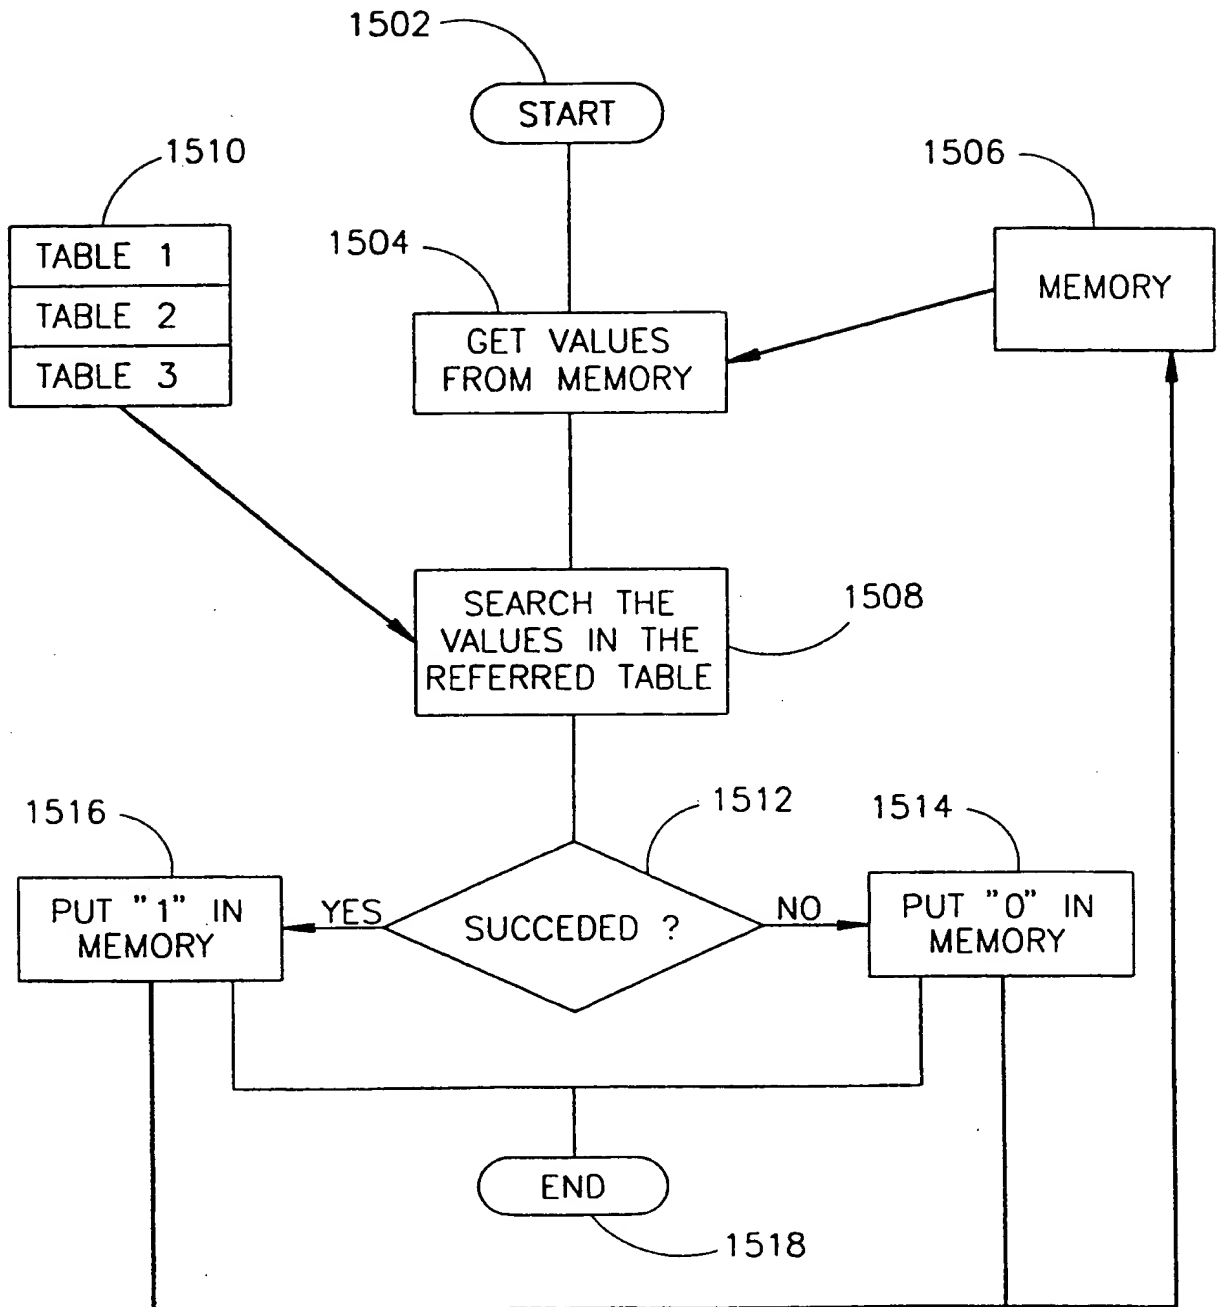 1502
START
1510
1506
TABLE 1
TABLE 2
TABLE 3
1504
MEMORY
GET VALUES
FROM MEMORY
SEARCH THE
VALUES IN THE
REFERRED TABLE
1508
1516
1512
1514
PUT "1" IN
MEMORY
YES
SUCCEDED ?
NO
PUT "0" IN
MEMORY
END
1518